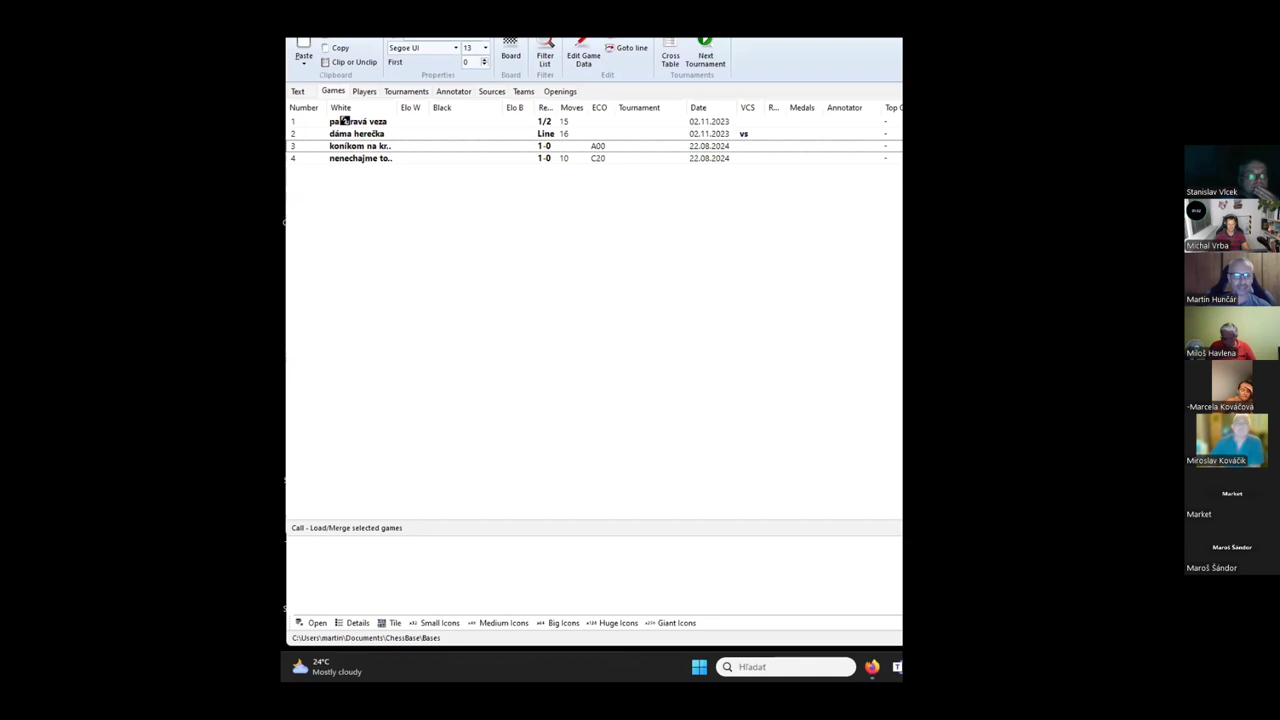 Copy
Segoe UI
13
Paste
Clip or Unclip
First
0
Board
Filter
List
Edit Game
Data
Goto line
Cross
Table
Next
Tournament
Clipboard
Properties
Board
Filter
Edit
Tournaments
Text
Games
Players
Tournaments
Annotator
Sources
Teams
Openings
Number White Elo W Black Elo B Re... Moves ECO Tournament Date VCS R... Medals Annotator Top
1 veza 1/2 15 02.11.2023 -
2 dáma herečka Line 16 02.11.2023 vs -
3 koníkom na kr.. 1-0 A00 22.08.2024 -
4 nenechajme to.. 1-0 10 C20 22.08.2024 -
Call - Load/Merge selected games
Open Details Tile Small Icons Medium Icons Big Icons Huge Icons Giant Icons
C:\Users\martin\Documents\ChessBase\Bases
24°C
Mostly cloudy
Hľadať
Stanislav Vlcek
Michal Vrba
Martin Hunčár
Miloš Havlena
-Marcela Kováčová
Miroslav Kováčik
Market
Market
Maroš Šándor
Maroš Šándor